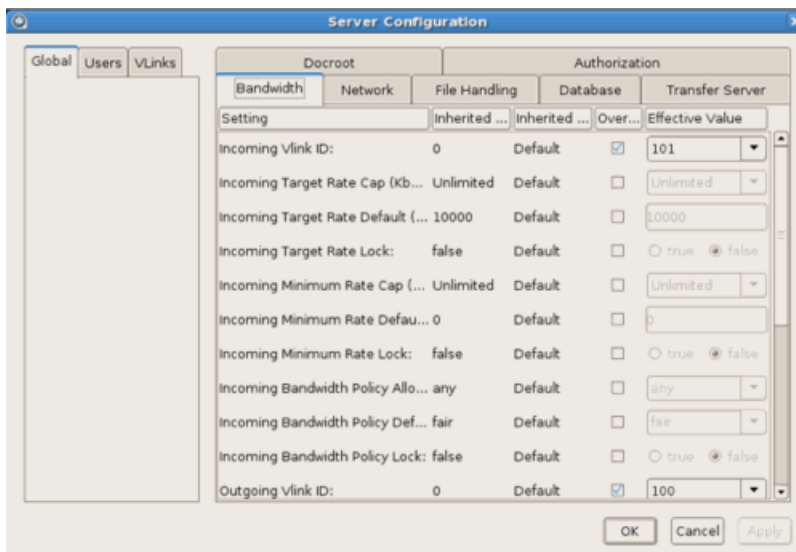 Server Configuration
Global Users VLinks
Docroot Authorization
Bandwidth Network File Handling Database Transfer Server
Setting Inherited ... Inherited ... Over... Effective Value
Incoming Vlink ID: 0 Default 101
Incoming Target Rate Cap (Kb... Unlimited Default Unlimited
Incoming Target Rate Default (... 10000 Default 10000
Incoming Target Rate Lock: false Default true false
Incoming Minimum Rate Cap (... Unlimited Default Unlimited
Incoming Minimum Rate Defau... 0 Default 0
Incoming Minimum Rate Lock: false Default true false
Incoming Bandwidth Policy Allo... any Default any
Incoming Bandwidth Policy Def... fair Default fair
Incoming Bandwidth Policy Lock: false Default true false
Outgoing Vlink ID: 0 Default 100
OK Cancel Apply